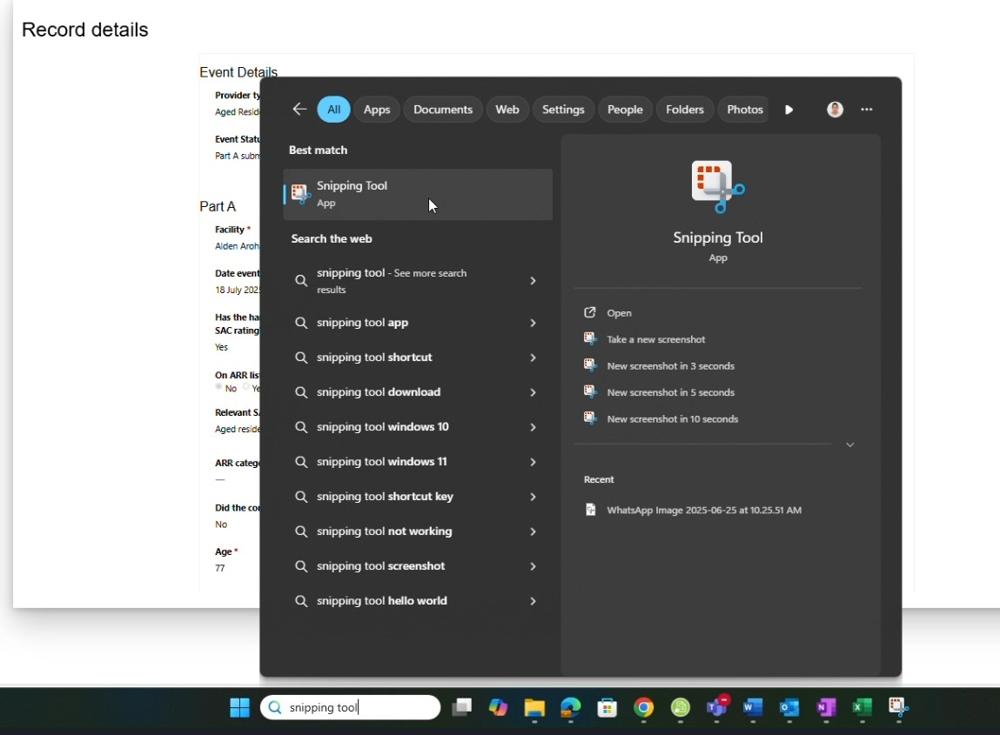 Record details
Event Details
Provider ty
Aged Resid
Event Statu
Part A subm
Part A
Facility *
Alden Aroh
Date event
18 July 2025
Has the ha
SAC rating
Yes
On ARR lis
No Ye
Relevant S
Aged reside
ARR catego
—
Did the con
No
Age *
77
All Apps Documents Web Settings People Folders Photos
Best match
Snipping Tool
App
Search the web
snipping tool - See more search
results
snipping tool app
snipping tool shortcut
snipping tool download
snipping tool windows 10
snipping tool windows 11
snipping tool shortcut key
snipping tool not working
snipping tool screenshot
snipping tool hello world
Snipping Tool
App
Open
Take a new screenshot
New screenshot in 3 seconds
New screenshot in 5 seconds
New screenshot in 10 seconds
Recent
WhatsApp Image 2025-06-25 at 10.25.51 AM
snipping tool